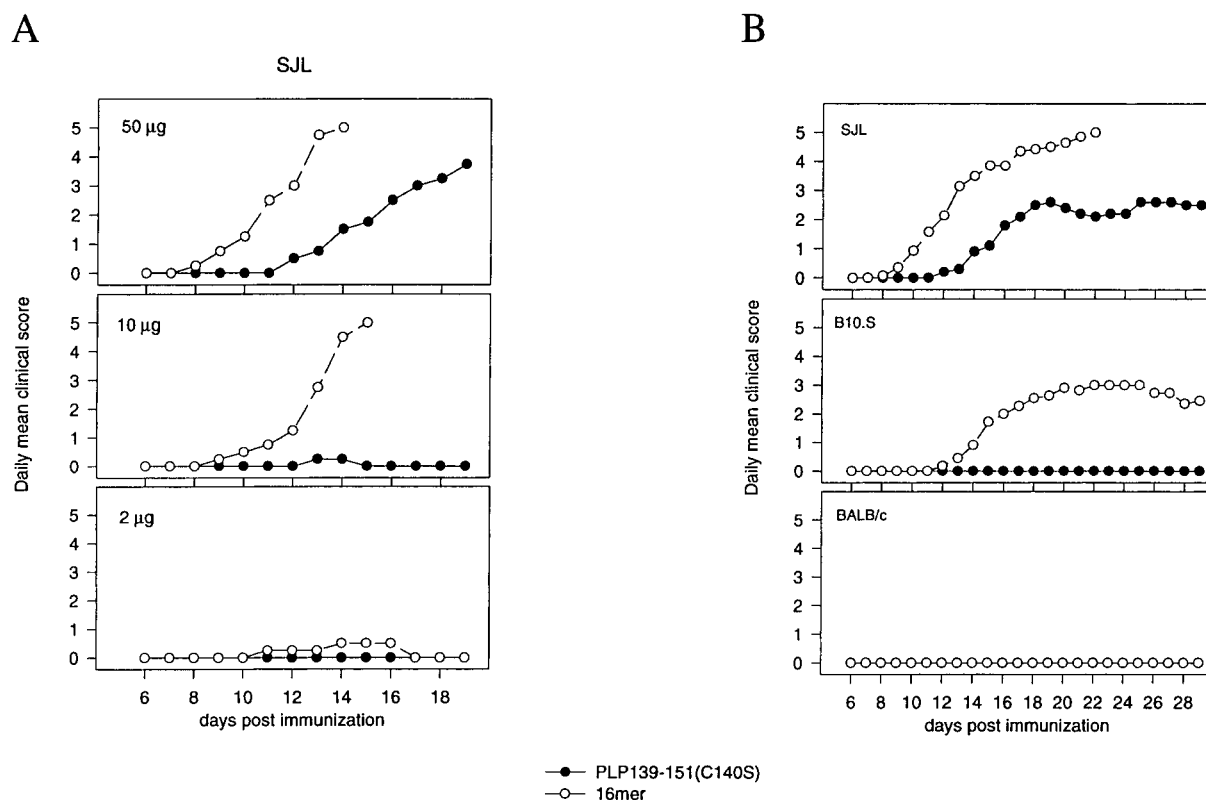 A
SJL
50 µg
5
4
3
2
1
0
10 µg
5
4
3
2
1
0
2 µg
5
4
3
2
1
0
Daily mean clinical score
6 8 10 12 14 16 18
days post immunization
B
SJL
5
4
3
2
1
0
B10.S
5
4
3
2
1
0
BALB/c
5
4
3
2
1
0
Daily mean clinical score
6 8 10 12 14 16 18 20 22 24 26 28
days post immunization
PLP139-151(C140S)
16mer